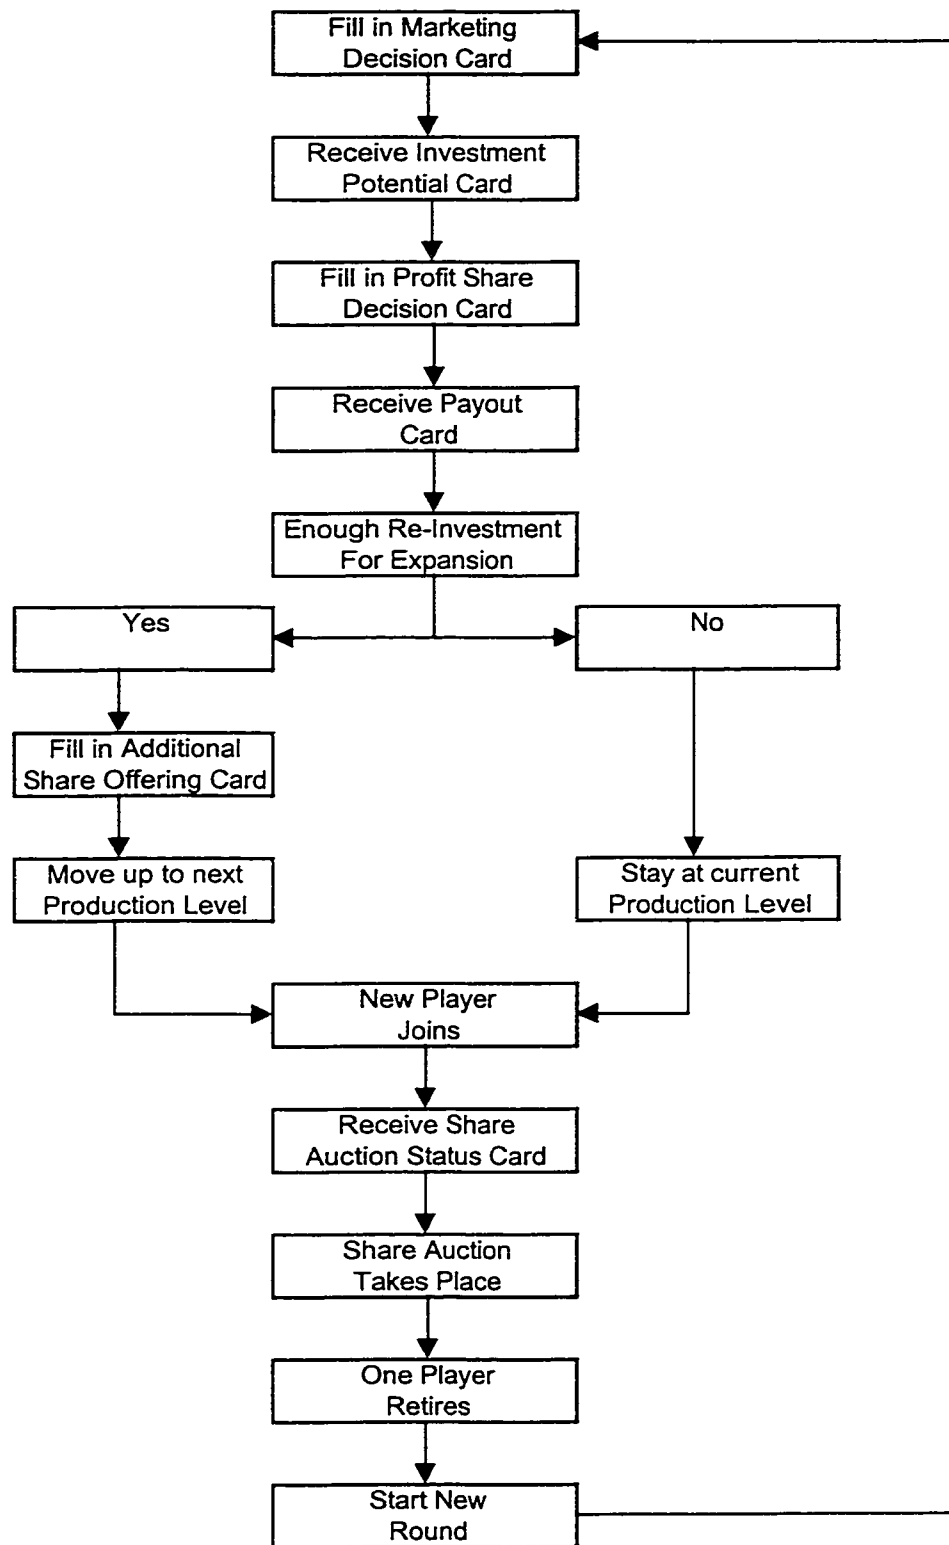 Fill in Marketing
Decision Card
Receive Investment
Potential Card
Fill in Profit Share
Decision Card
Receive Payout
Card
Enough Re-Investment
For Expansion
Yes
No
Fill in Additional
Share Offering Card
Move up to next
Production Level
Stay at current
Production Level
New Player
Joins
Receive Share
Auction Status Card
Share Auction
Takes Place
One Player
Retires
Start New
Round